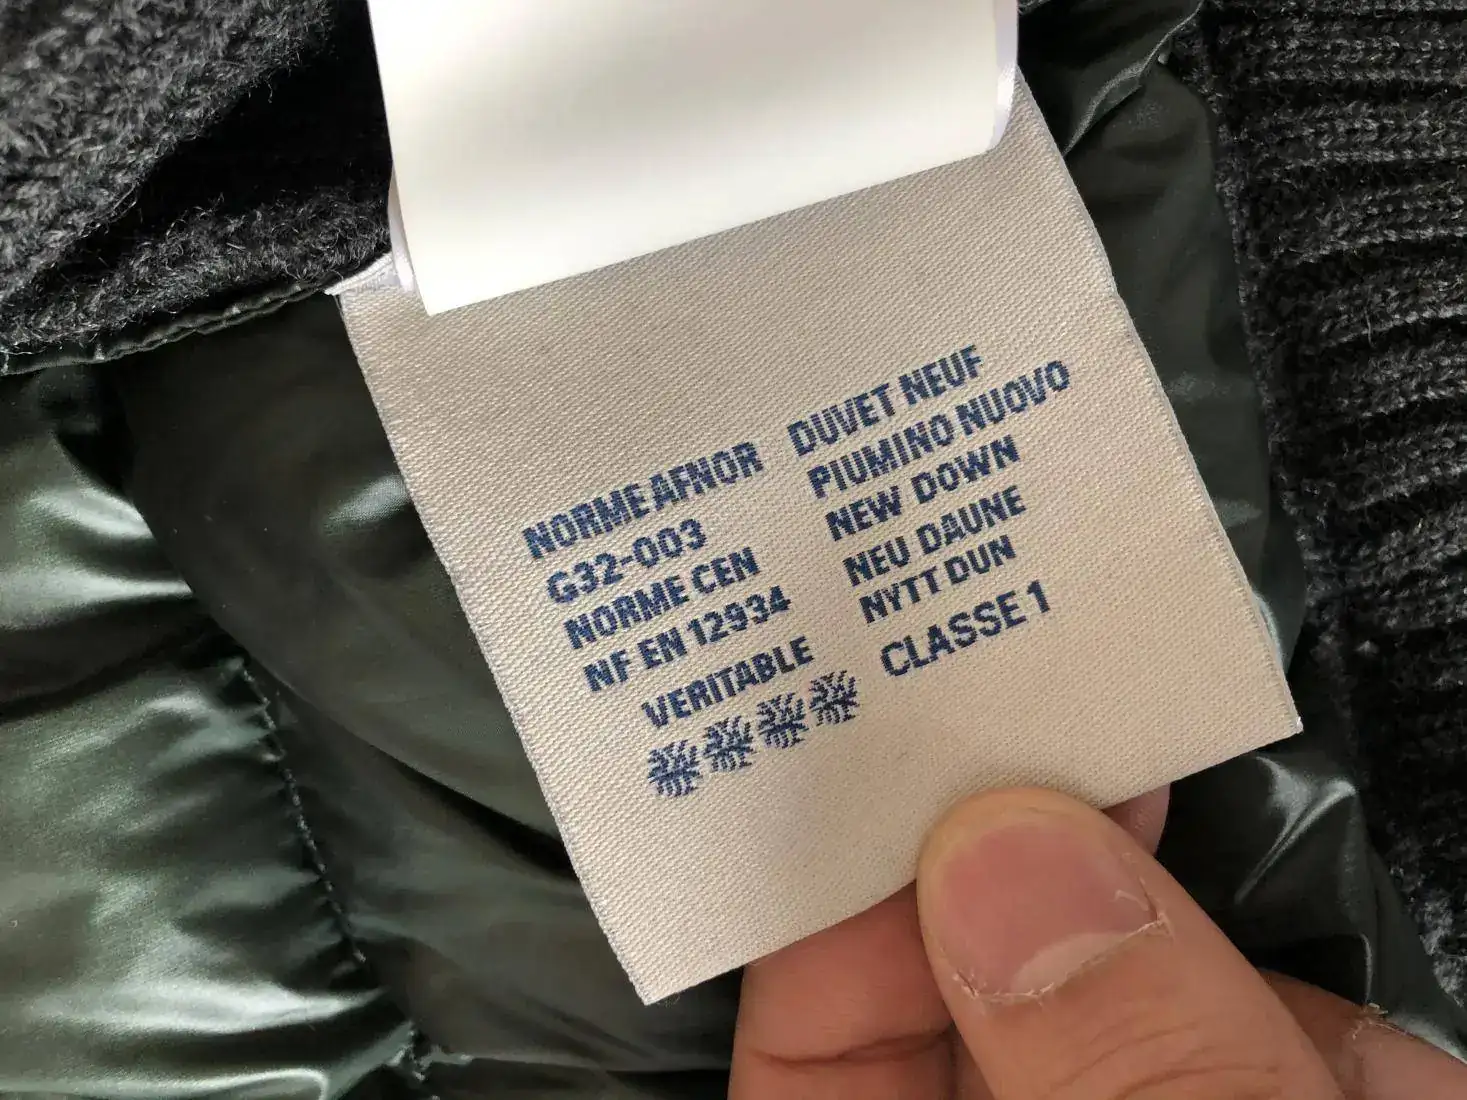 NORME AFNOR
G32-003
NORME CEN
NF EN 12934
VERITABLE
DUVET NEUF
PIUMINO NUOVO
NEW DOWN
NEU DAUNE
NYTT DUN
CLASSE 1